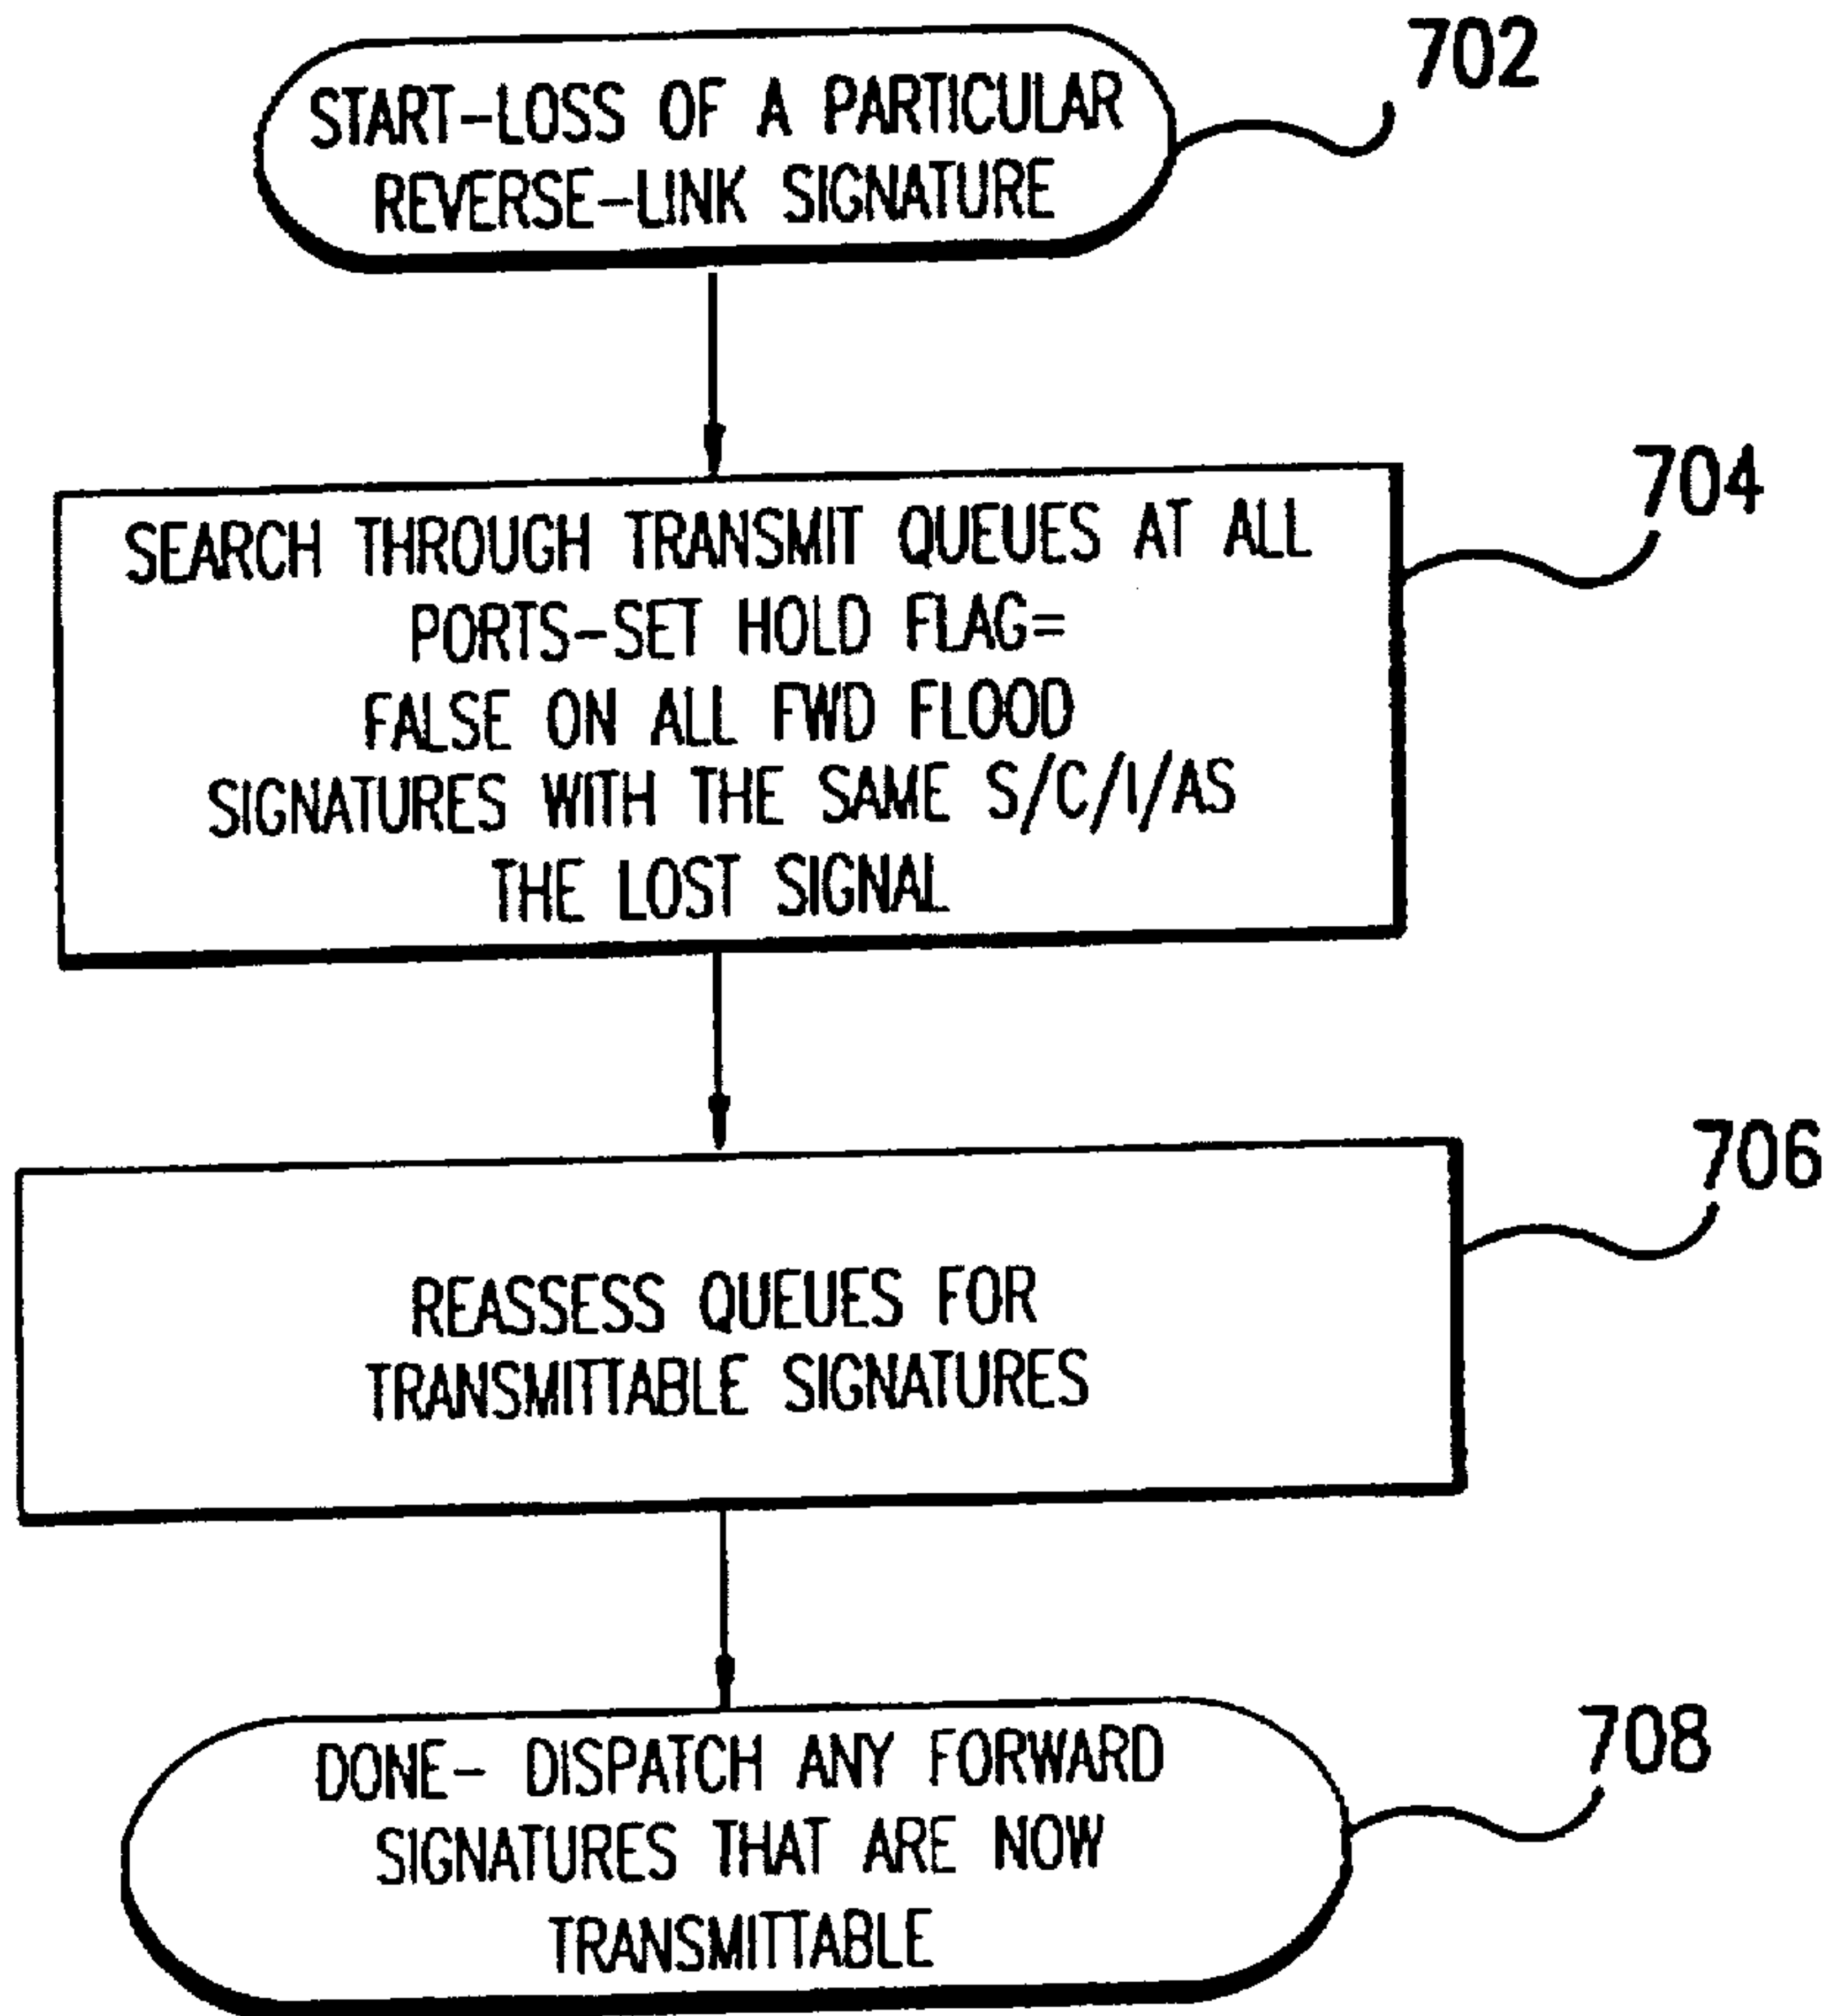 702
START-LOSS OF A PARTICULAR
REVERSE-LINK SIGNATURE
704
SEARCH THROUGH TRANSMIT QUEUES AT ALL
PORTS-SET HOLD FLAG=
FALSE ON ALL FWD FLOOD
SIGNATURES WITH THE SAME S/C/I/AS
THE LOST SIGNAL
706
REASSESS QUEUES FOR
TRANSMITTABLE SIGNATURES
708
DONE- DISPATCH ANY FORWARD
SIGNATURES THAT ARE NOW
TRANSMITTABLE